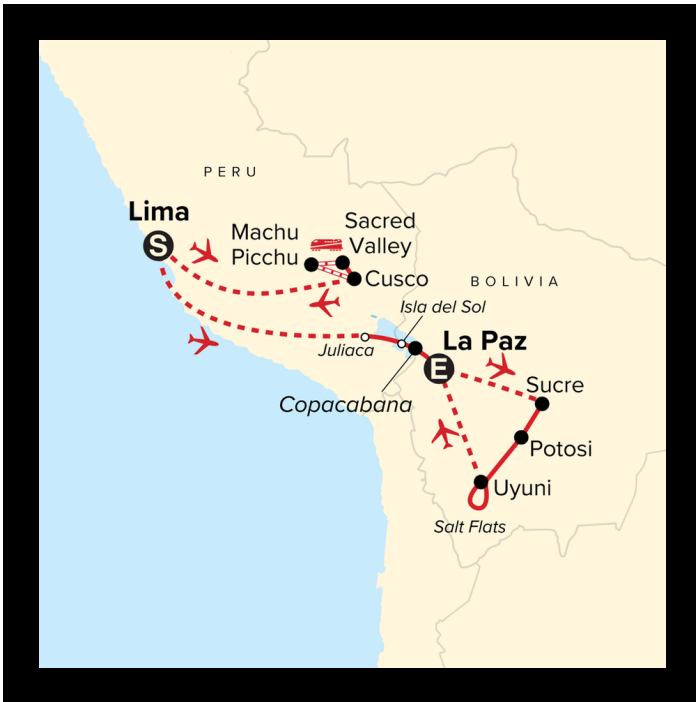 PERU
Lima
S
Machu
Picchu
Sacred
Valley
Cusco
BOLIVIA
Isla del Sol
Juliaca
La Paz
E
Copacabana
Sucre
Potosi
Uyuni
Salt Flats